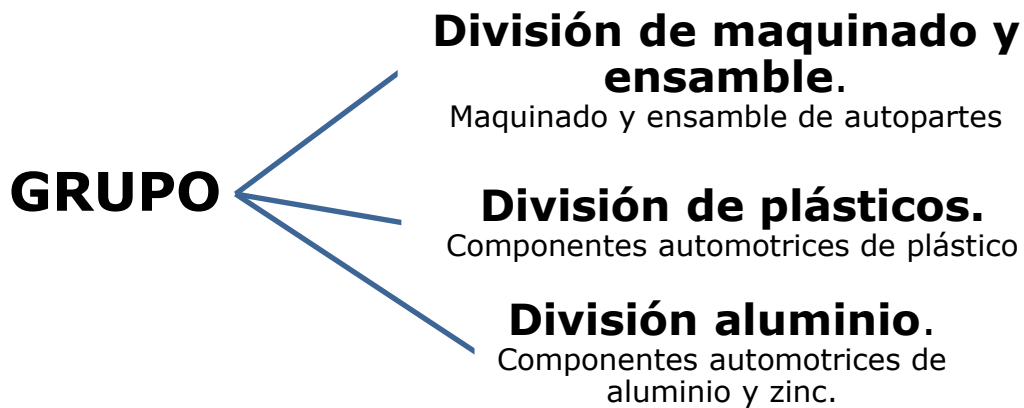 División de maquinado y
ensamble.
Maquinado y ensamble de autopartes
GRUPO
División de plásticos.
Componentes automotrices de plástico
División aluminio.
Componentes automotrices de
aluminio y zinc.